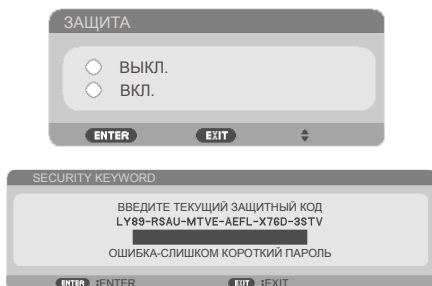 ЗАЩИТА
ВЫКЛ.
ВКЛ.
ENTER EXIT
SECURITY KEYWORD
ВВЕДИТЕ ТЕКУЩИЙ ЗАЩИТНЫЙ КОД
LY89-RSAU-MTVE-AEFL-X76D-3STV
ОШИБКА-СЛИШКОМ КОРОТКИЙ ПАРОЛЬ
ENTER :ENTER EXIT :EXIT